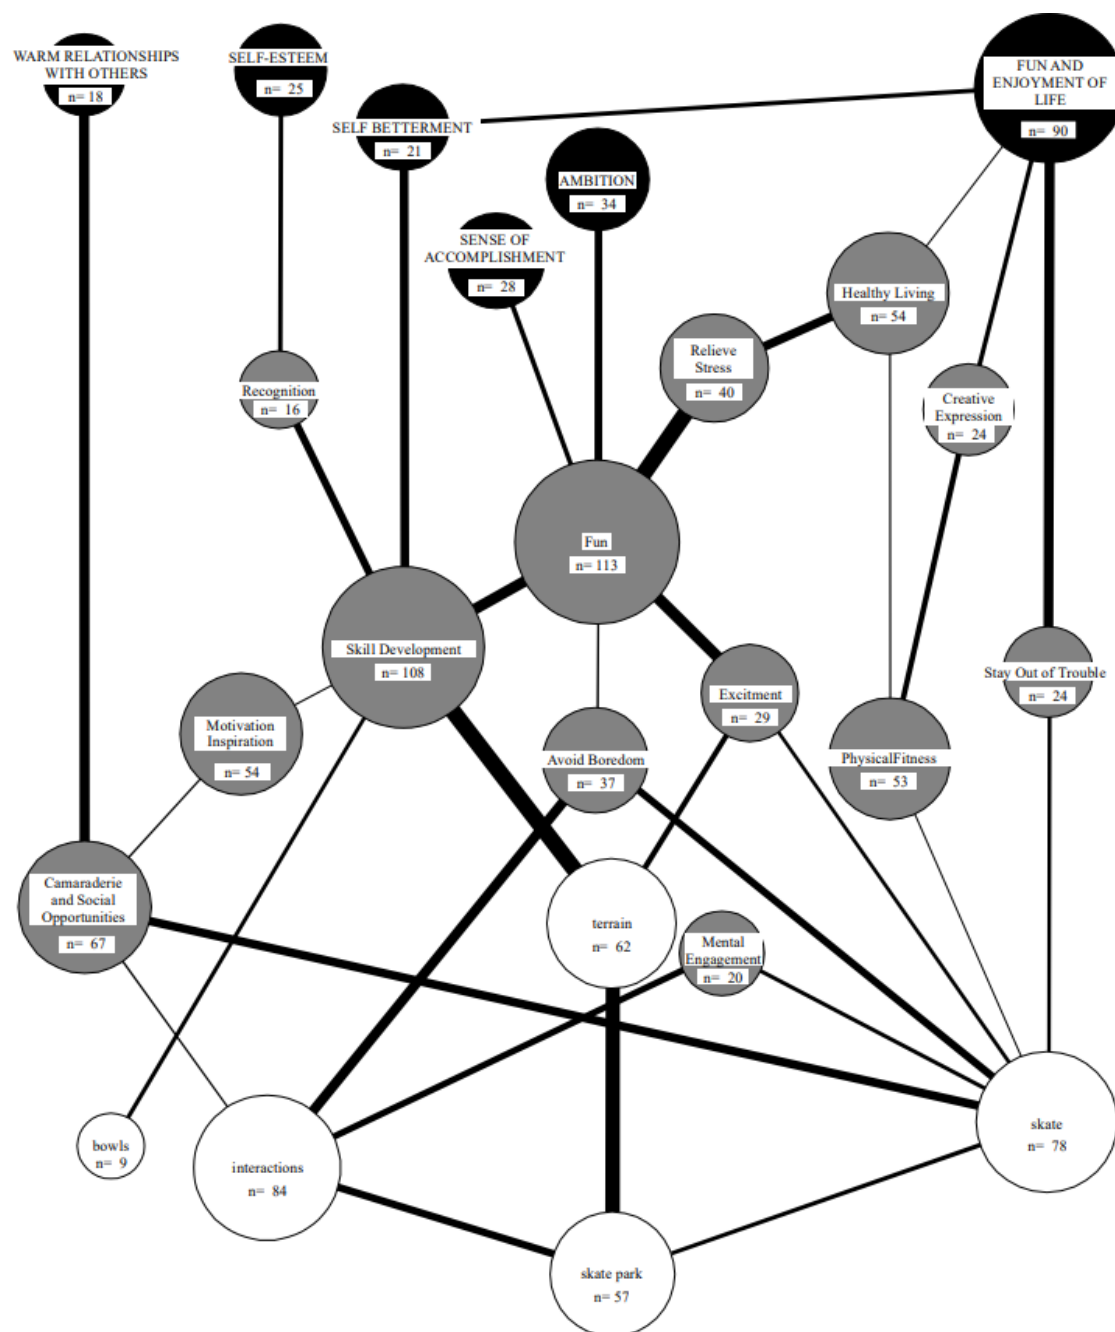 WARM RELATIONSHIPS
WITH OTHERS
n= 18
SELF-ESTEEM
n= 25
SELF BETTERMENT
n= 21
FUN AND
ENJOYMENT OF
LIFE
n= 90
AMBITION
n= 34
SENSE OF
ACCOMPLISHMENT
n= 28
Healthy Living
n= 54
Relieve
Stress
n= 40
Recognition
n= 16
Creative
Expression
n= 24
Fun
n= 113
Skill Development
n= 108
Motivation
Inspiration
n= 54
Avoid Boredom
n= 37
Excitment
n= 29
PhysicalFitness
n= 53
Stay Out of Trouble
n= 24
Camaraderie
and Social
Opportunities
n= 67
terrain
n= 62
Mental
Engagement
n= 20
bowls
n= 9
interactions
n= 84
skate
n= 78
skate park
n= 57